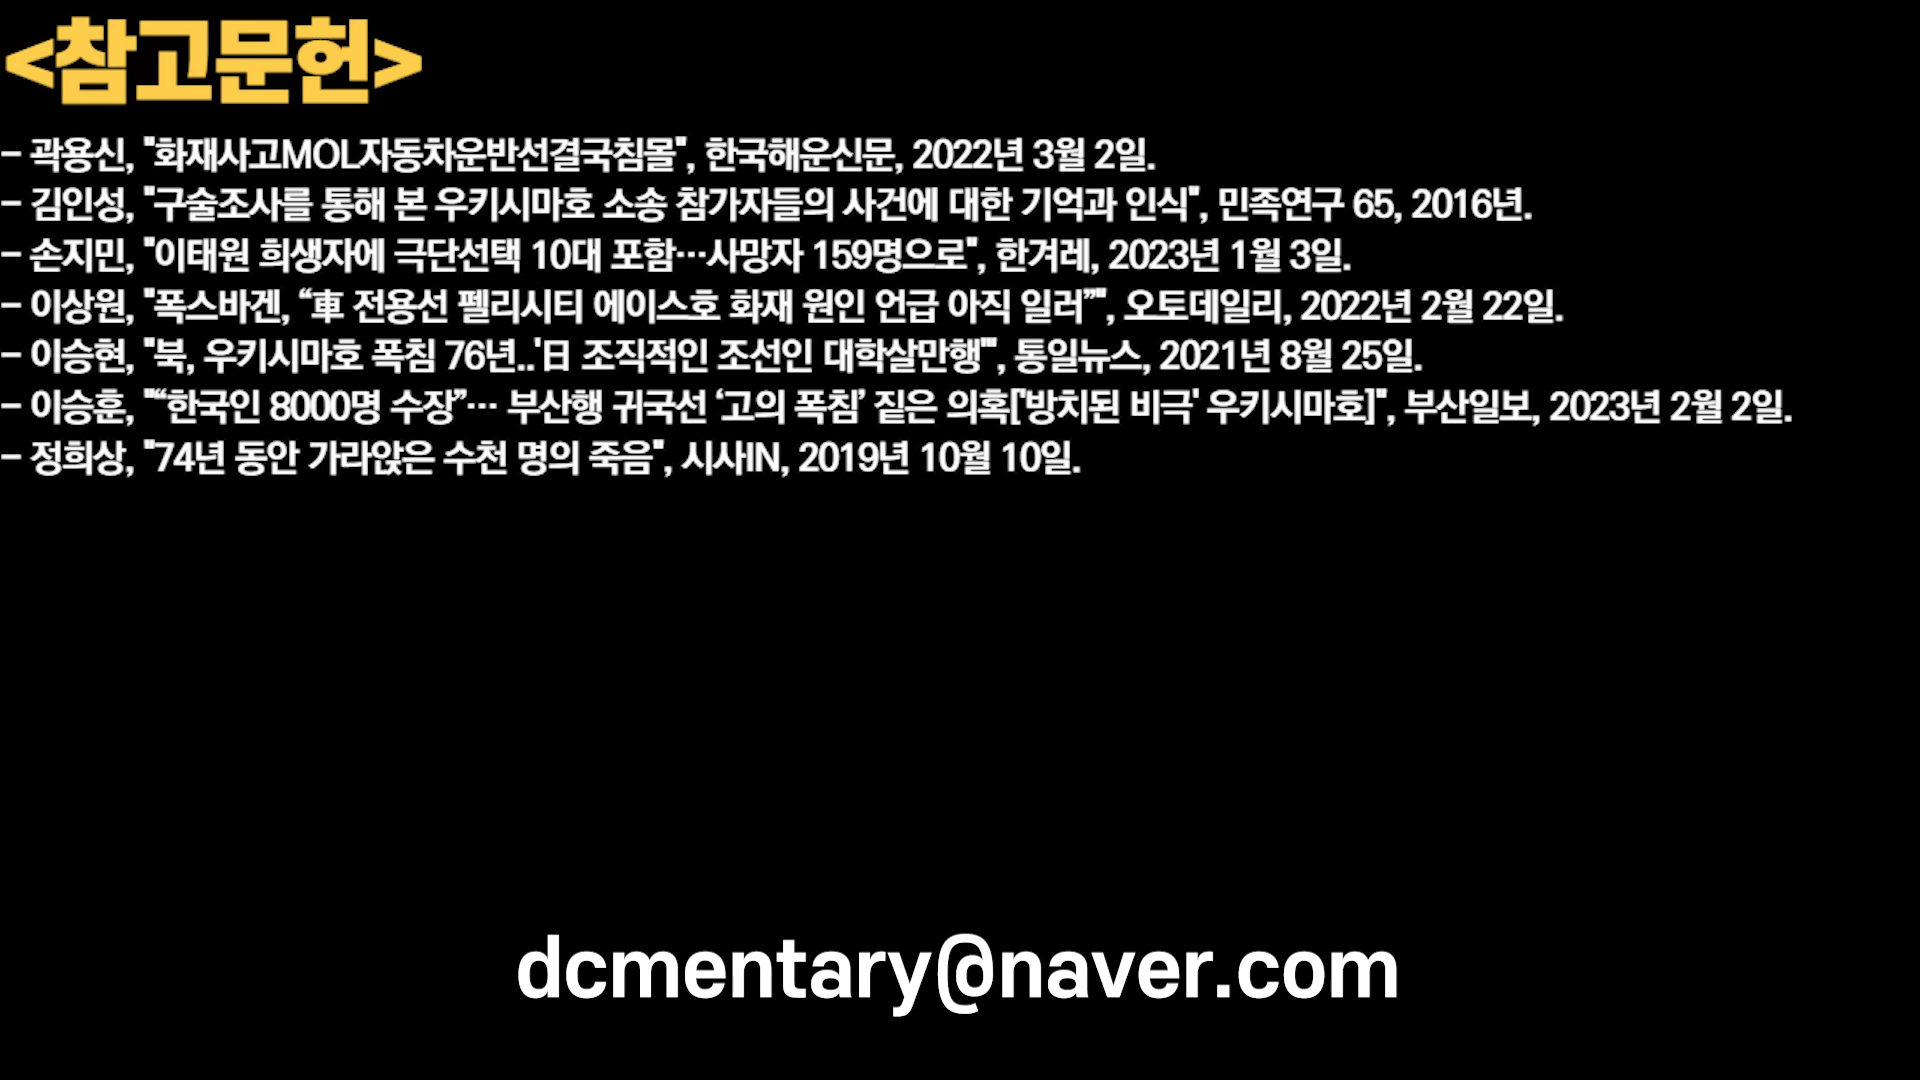 <참고문헌>
- 곽용신, "화재사고MOL자동차운반선결국침몰", 한국해운신문, 2022년 3월 2일.
- 김인성, "구술조사를 통해 본 우키시마호 소송 참가자들의 사건에 대한 기억과 인식", 민족연구 65, 2016년.
- 손지민, "이태원 희생자에 극단선택 10대 포함…사망자 159명으로", 한겨레, 2023년 1월 3일.
- 이상원, "폭스바겐, “車 전용선 펠리시티 에이스호 화재 원인 언급 아직 일러”", 오토데일리, 2022년 2월 22일.
- 이승현, "북, 우키시마호 폭침 76년..'日 조직적인 조선인 대학살만행'", 통일뉴스, 2021년 8월 25일.
- 이승훈, "“한국인 8000명 수장”… 부산행 귀국선 ‘고의 폭침’ 짙은 의혹['방치된 비극' 우키시마호]", 부산일보, 2023년 2월 2일.
- 정희상, "74년 동안 가라앉은 수천 명의 죽음", 시사IN, 2019년 10월 10일.
dcmentary@naver.com